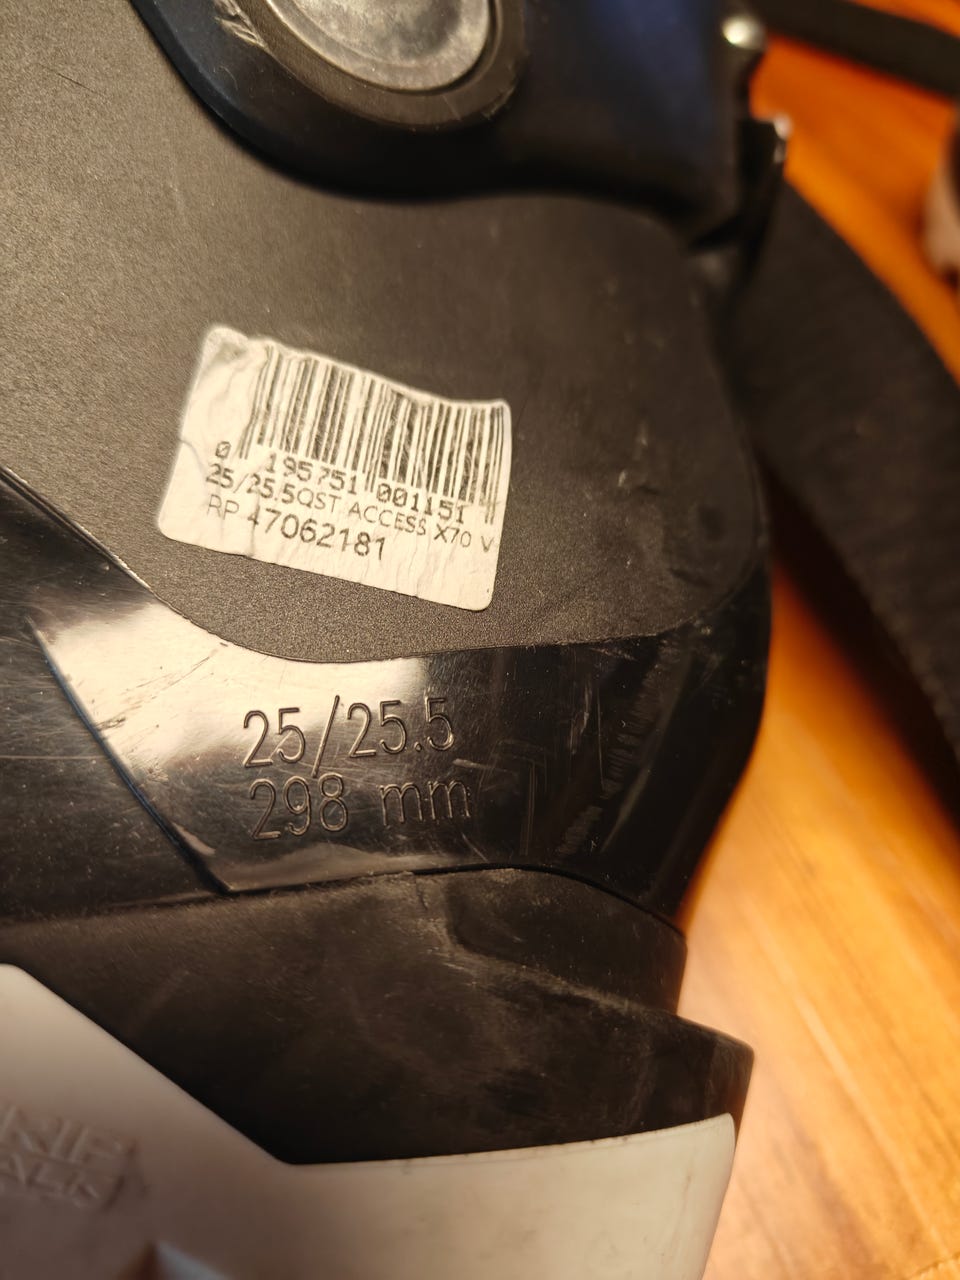 0 195751 001151
25/25.5QST ACCESS X70 V
RP 47062181
25/25.5
298 mm